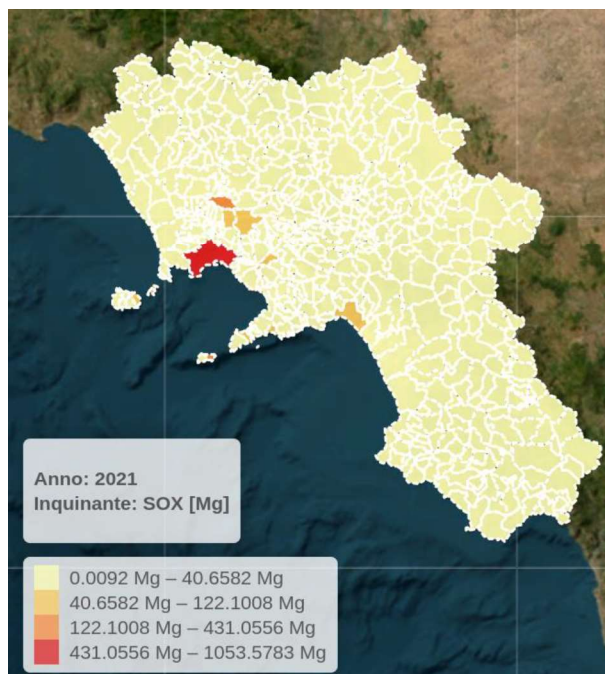 Anno: 2021
Inquinante: SOX [Mg]
0.0092 Mg – 40.6582 Mg
40.6582 Mg – 122.1008 Mg
122.1008 Mg – 431.0556 Mg
431.0556 Mg – 1053.5783 Mg